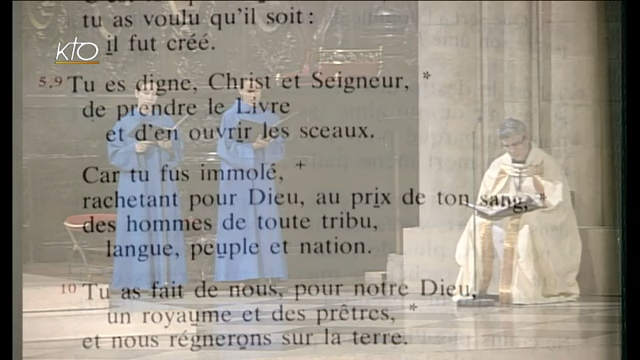 tu as voulu qu'il soit :
il fut créé.
KTO
5,9 Tu es digne, Christ et Seigneur, *
de prendre le Livre
et d'en ouvrir les sceaux.
Car tu fus immolé, +
rachetant pour Dieu, au prix de ton sang, *
des hommes de toute tribu,
langue, peuple et nation.
10 Tu as fait de nous, pour notre Dieu,
un royaume et des prêtres, *
et nous régnerons sur la terre.